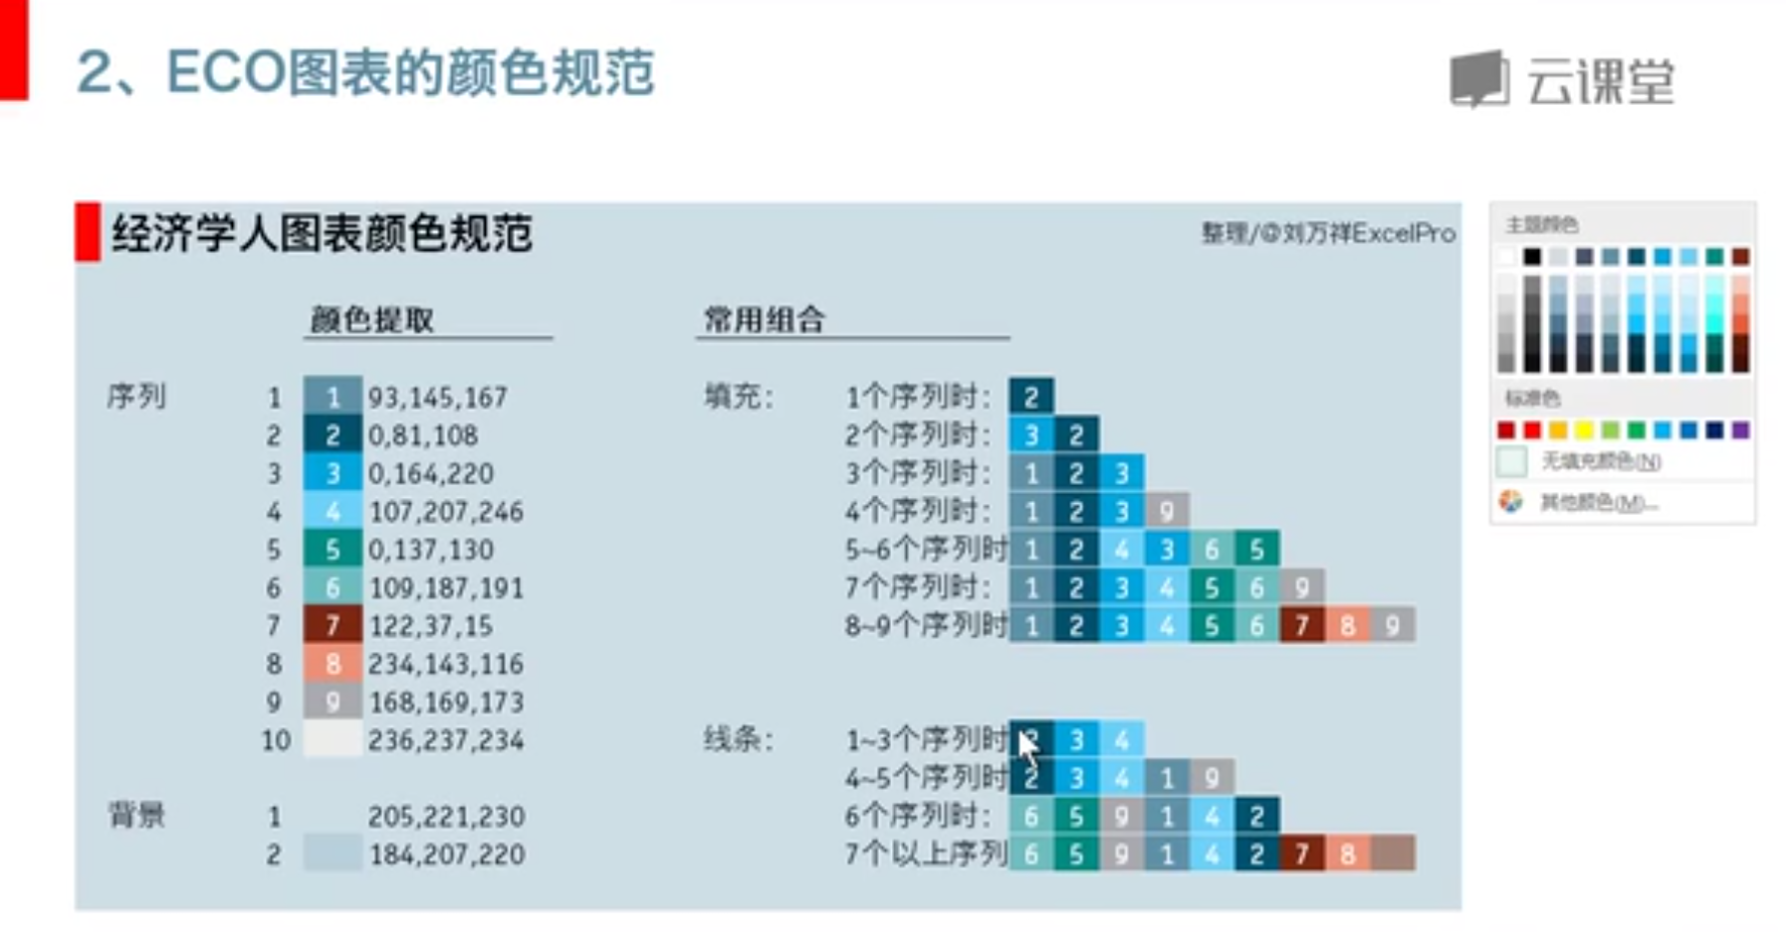 2、ECO图表的颜色规范
云课堂
经济学人图表颜色规范
整理/@刘万祥ExcelPro
颜色提取
常用组合
序列 1 1 93,145,167
2 2 0,81,108
3 3 0,164,220
4 4 107,207,246
5 5 0,137,130
6 6 109,187,191
7 7 122,37,15
8 8 234,143,116
9 9 168,169,173
10 236,237,234
背景 1 205,221,230
2 184,207,220
填充： 1个序列时： 2
2个序列时： 3 2
3个序列时： 1 2 3
4个序列时： 1 2 3 9
5~6个序列时 1 2 4 3 6 5
7个序列时： 1 2 3 4 5 6 9
8~9个序列时 1 2 3 4 5 6 7 8 9
线条： 1~3个序列时 2 3 4
4~5个序列时 2 3 4 1 9
6个序列时： 6 5 9 1 4 2
7个以上序列 6 5 9 1 4 2 7 8
主题颜色
标准色
无填充颜色(N)
其他颜色(M)...